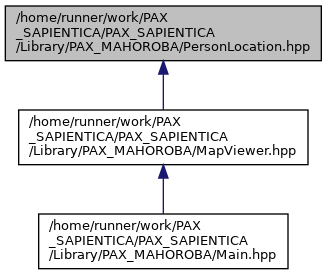 /home/runner/work/PAX
_SAPIENTICA/PAX_SAPIENTICA
/Library/PAX_MAHOROBA/PersonLocation.hpp
/home/runner/work/PAX
_SAPIENTICA/PAX_SAPIENTICA
/Library/PAX_MAHOROBA/MapViewer.hpp
/home/runner/work/PAX
_SAPIENTICA/PAX_SAPIENTICA
/Library/PAX_MAHOROBA/Main.hpp